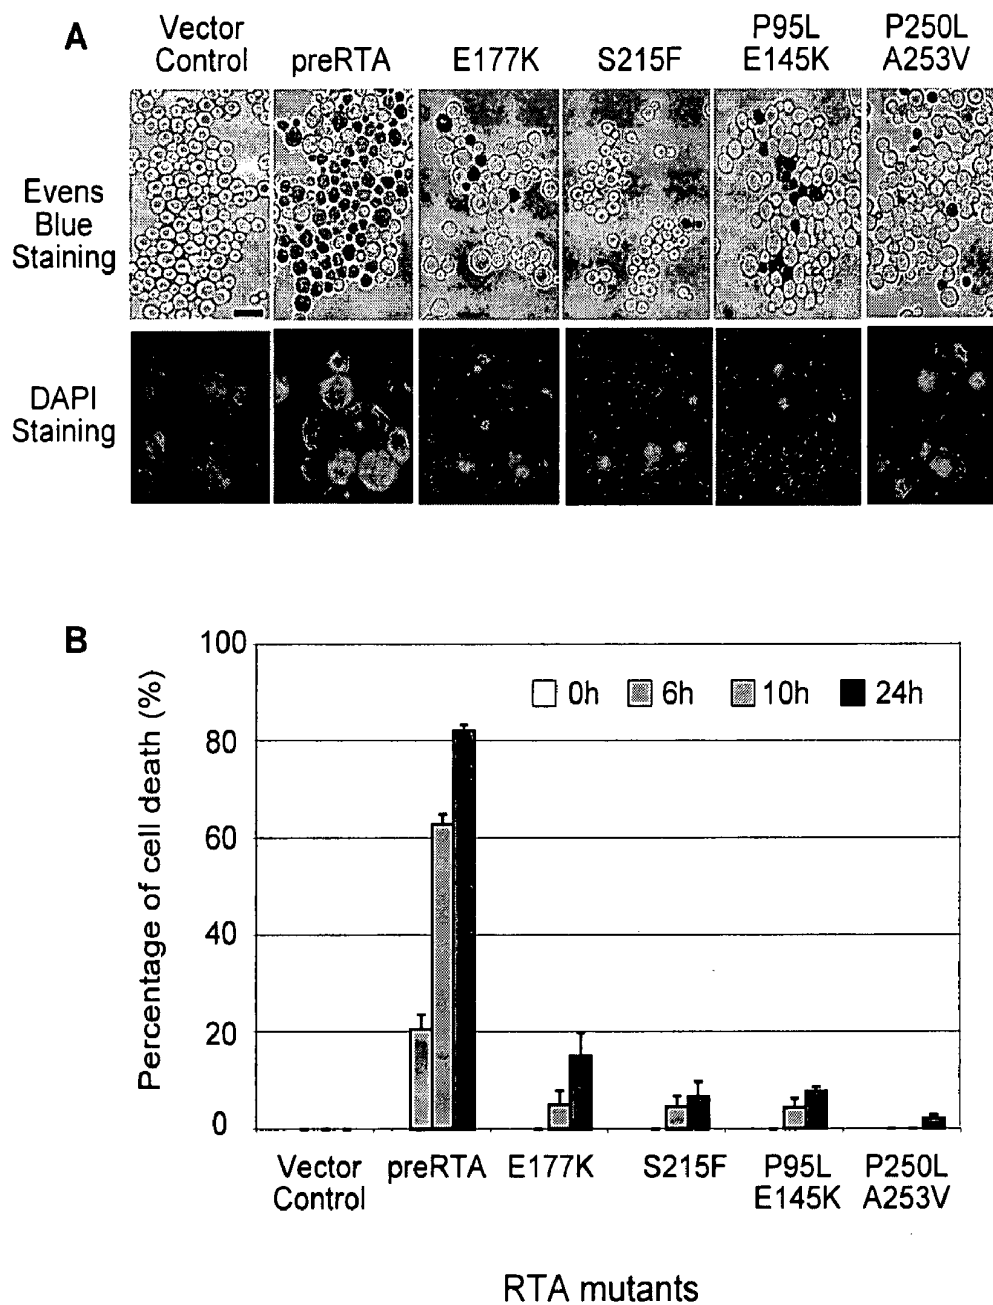 A
Vector
Control
preRTA
E177K
S215F
P95L
E145K
P250L
A253V
Evens
Blue
Staining
DAPI
Staining
B
Percentage of cell death (%)
100
80
60
40
20
0
0h
6h
10h
24h
Vector
Control
preRTA
E177K
S215F
P95L
E145K
P250L
A253V
RTA mutants